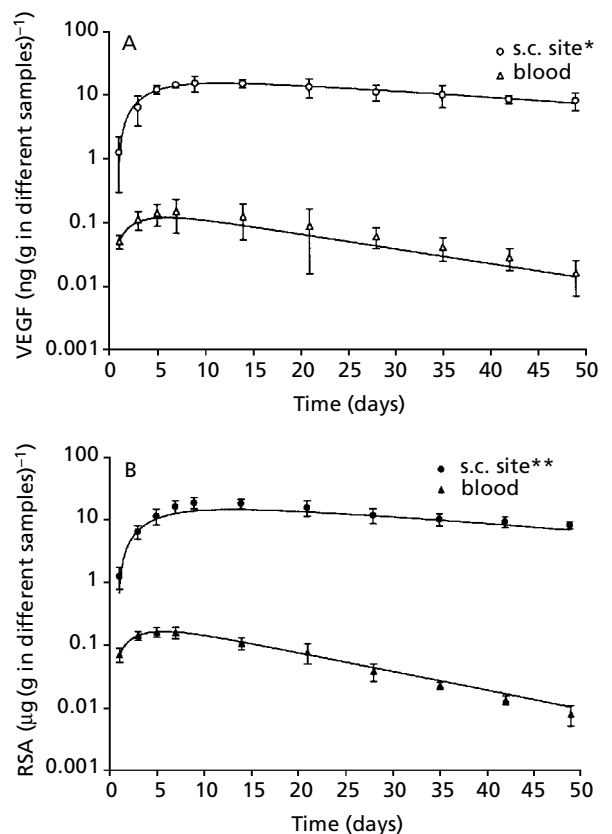 A
s.c. site*
blood
100
10
1
0.1
0.01
0.001
0 5 10 15 20 25 30 35 40 45 50
Time (days)
VEGF (ng (g in different samples)⁻¹)
B
s.c. site**
blood
100
10
1
0.1
0.01
0.001
0 5 10 15 20 25 30 35 40 45 50
Time (days)
RSA (μg (g in different samples)⁻¹)